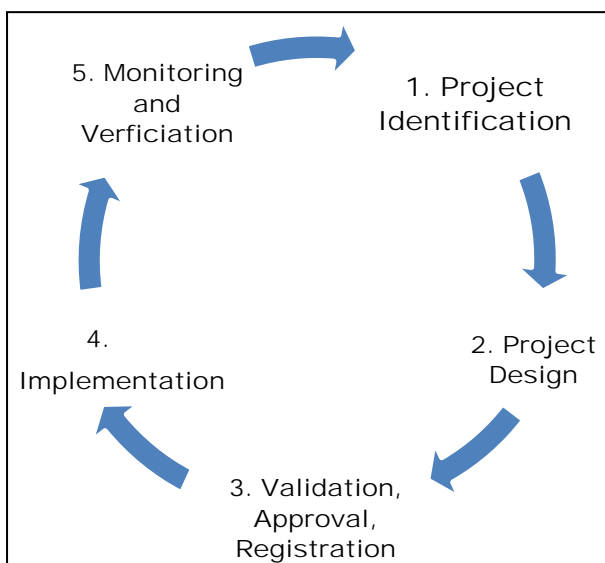 1. Project
Identification
2. Project
Design
3. Validation,
Approval,
Registration
4.
Implementation
5. Monitoring
and
Verficiation